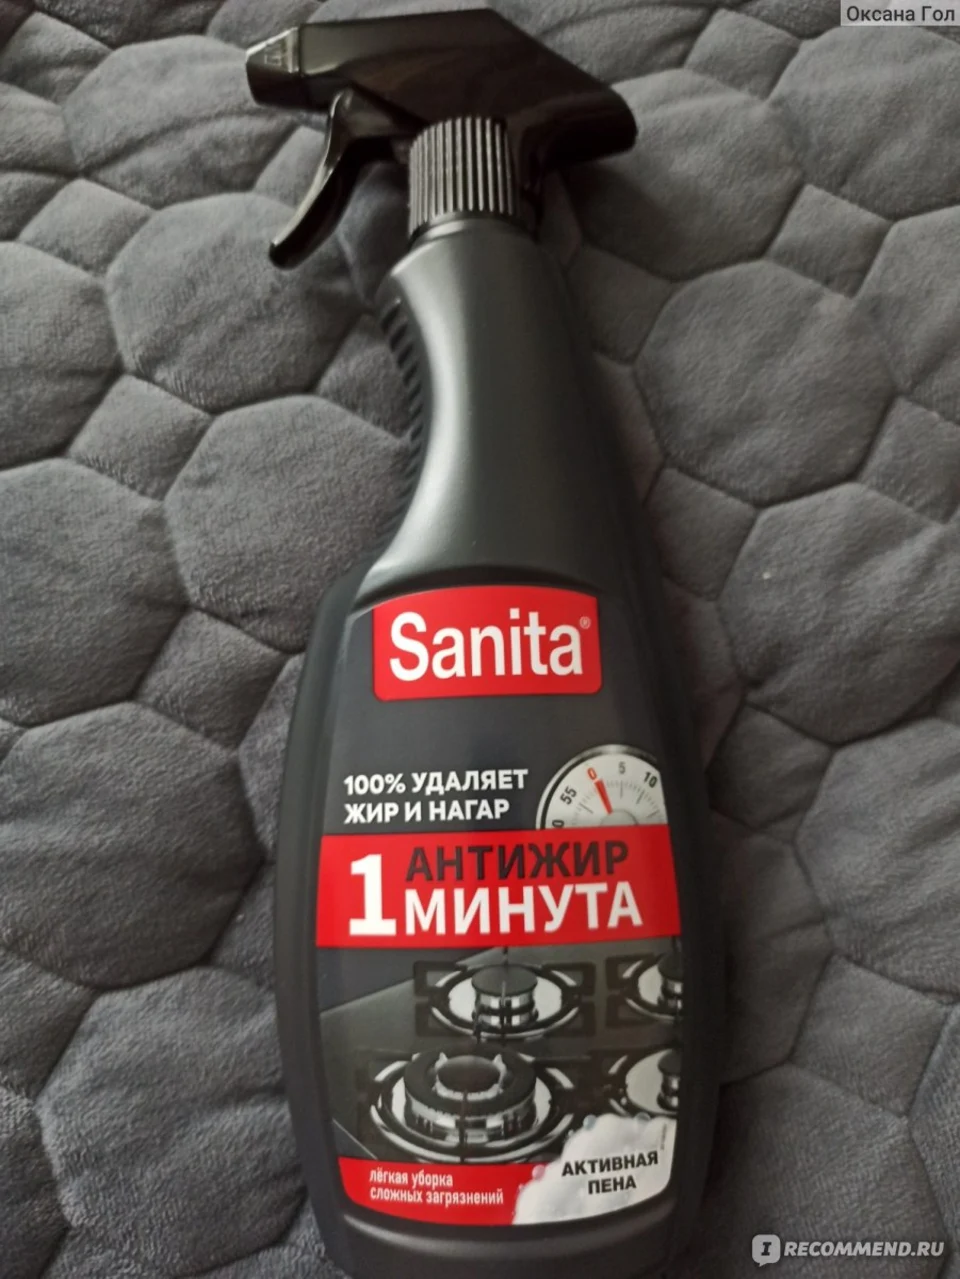 Оксана Гол
Sanita®
100% УДАЛЯЕТ
ЖИР И НАГАР
55 0 5 10
АНТИЖИР
1 МИНУТА
лёгкая уборка
сложных загрязнений
АКТИВНАЯ
ПЕНА
IRECOMMEND.RU